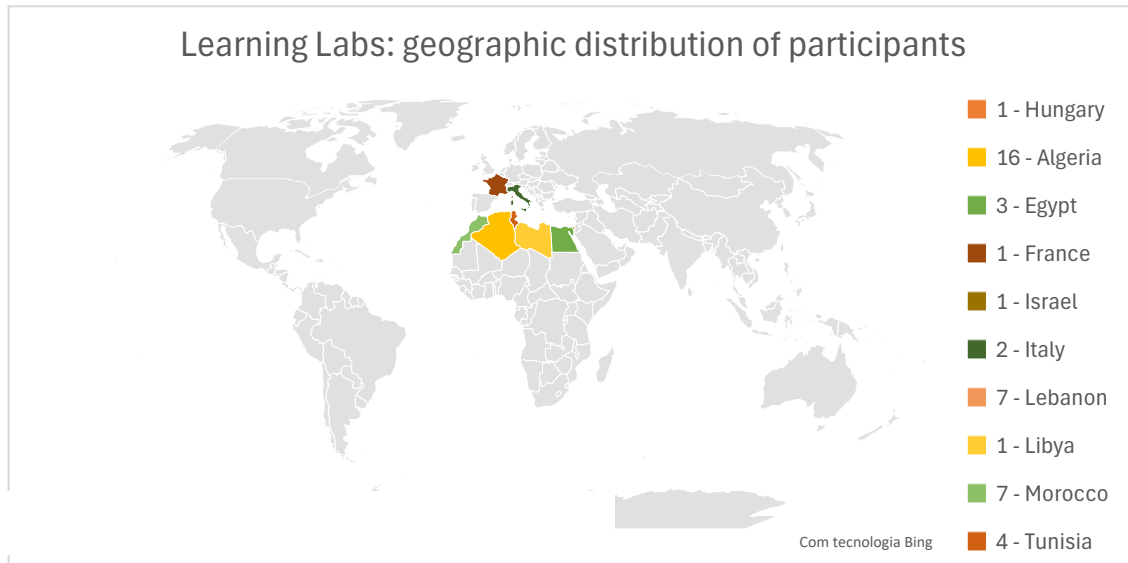 Learning Labs: geographic distribution of participants
1 - Hungary
16 - Algeria
3 - Egypt
1 - France
1 - Israel
2 - Italy
7 - Lebanon
1 - Libya
7 - Morocco
4 - Tunisia
Com tecnologia Bing